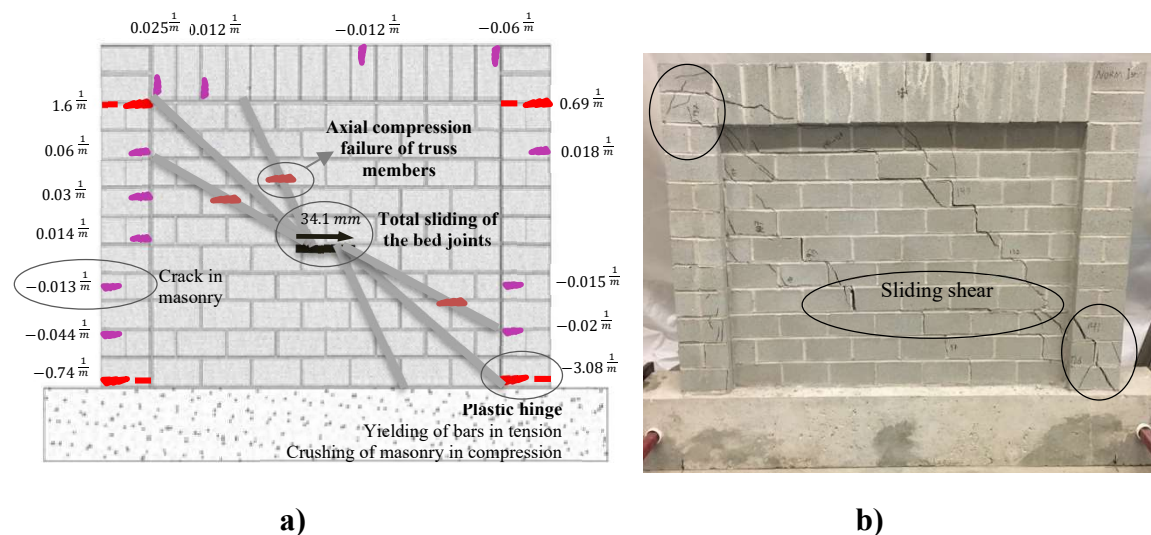 a)
0.025 1/m
0.012 1/m
−0.012 1/m
−0.06 1/m
1.6 1/m
0.69 1/m
Axial compression
failure of truss
members
0.06 1/m
0.018 1/m
0.03 1/m
34.1 mm
Total sliding of
the bed joints
0.014 1/m
Crack in
masonry
−0.013 1/m
−0.015 1/m
−0.02 1/m
−0.044 1/m
−0.74 1/m
−3.08 1/m
Plastic hinge
Yielding of bars in tension
Crushing of masonry in compression
Sliding shear
a)
b)